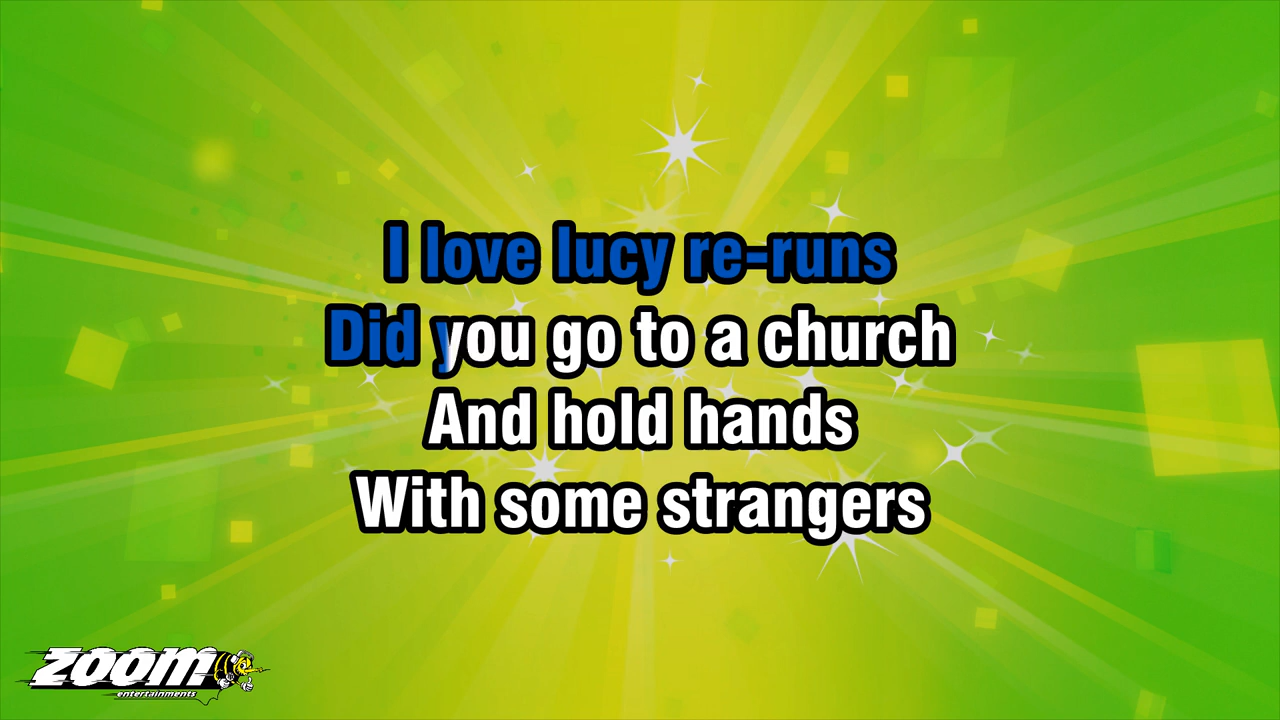 I love lucy re-runs
Did you go to a church
And hold hands
With some strangers
ZOOM
entertainments